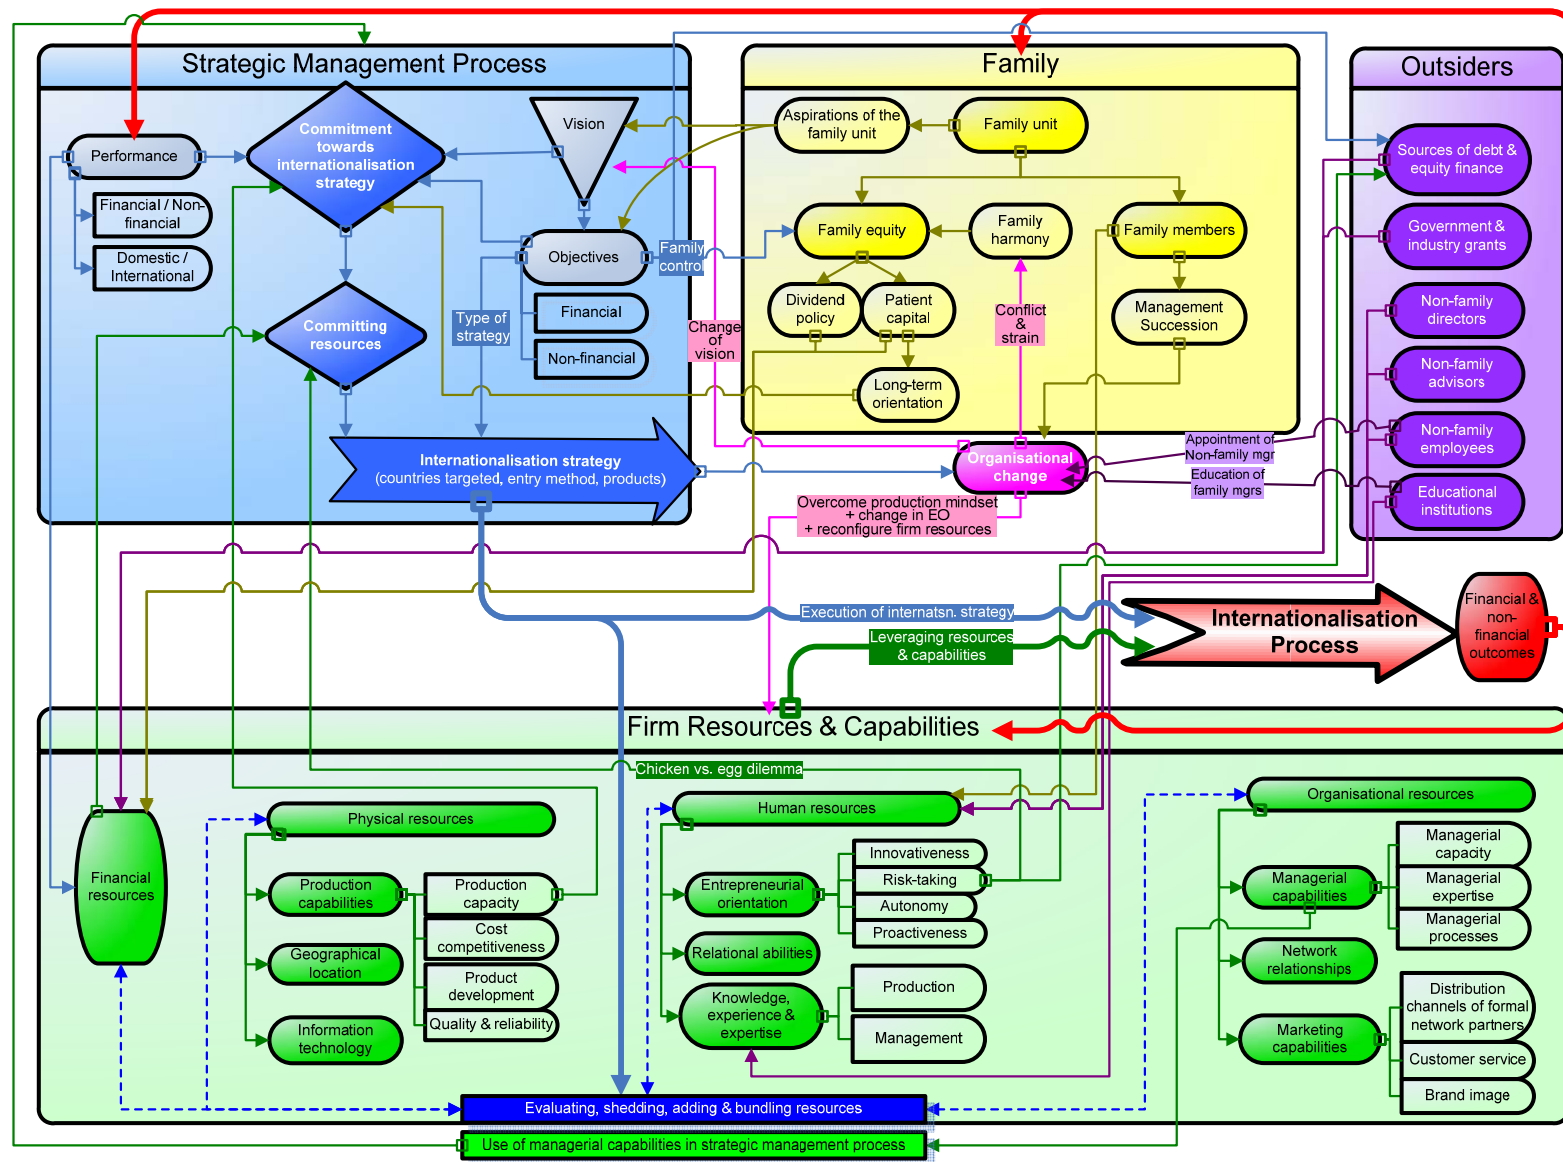 Strategic Management Process
Commitment
towards
internationalisation
strategy
Vision
Performance
Financial / Non-
financial
Domestic /
International
Objectives
Financial
Non-financial
Committing
resources
Type of
strategy
Family
control
Change
of
vision
Internationalisation strategy
(countries targeted, entry method, products)
Family
Aspirations of the
family unit
Family unit
Family equity
Family
harmony
Family members
Dividend
policy
Patient
capital
Conflict
&
strain
Management
Succession
Long-term
orientation
Organisational
change
Appointment of
Non-family mgr
Education of
family mgrs
Overcome production mindset
+ change in EO
+ reconfigure firm resources
Outsiders
Sources of debt &
equity finance
Government &
industry grants
Non-family
directors
Non-family
advisors
Non-family
employees
Educational
institutions
Execution of internatsn. strategy
Leveraging resources
& capabilities
Internationalisation
Process
Financial &
non-
financial
outcomes
Firm Resources & Capabilities
Chicken vs. egg dilemma
Financial
resources
Physical resources
Production
capabilities
Production
capacity
Cost
competitiveness
Geographical
location
Product
development
Quality & reliability
Information
technology
Human resources
Entrepreneurial
orientation
Innovativeness
Risk-taking
Autonomy
Proactiveness
Relational abilities
Knowledge,
experience &
expertise
Production
Management
Organisational resources
Managerial
capabilities
Managerial
capacity
Managerial
expertise
Managerial
processes
Network
relationships
Marketing
capabilities
Distribution
channels of formal
network partners
Customer service
Brand image
Evaluating, shedding, adding & bundling resources
Use of managerial capabilities in strategic management process